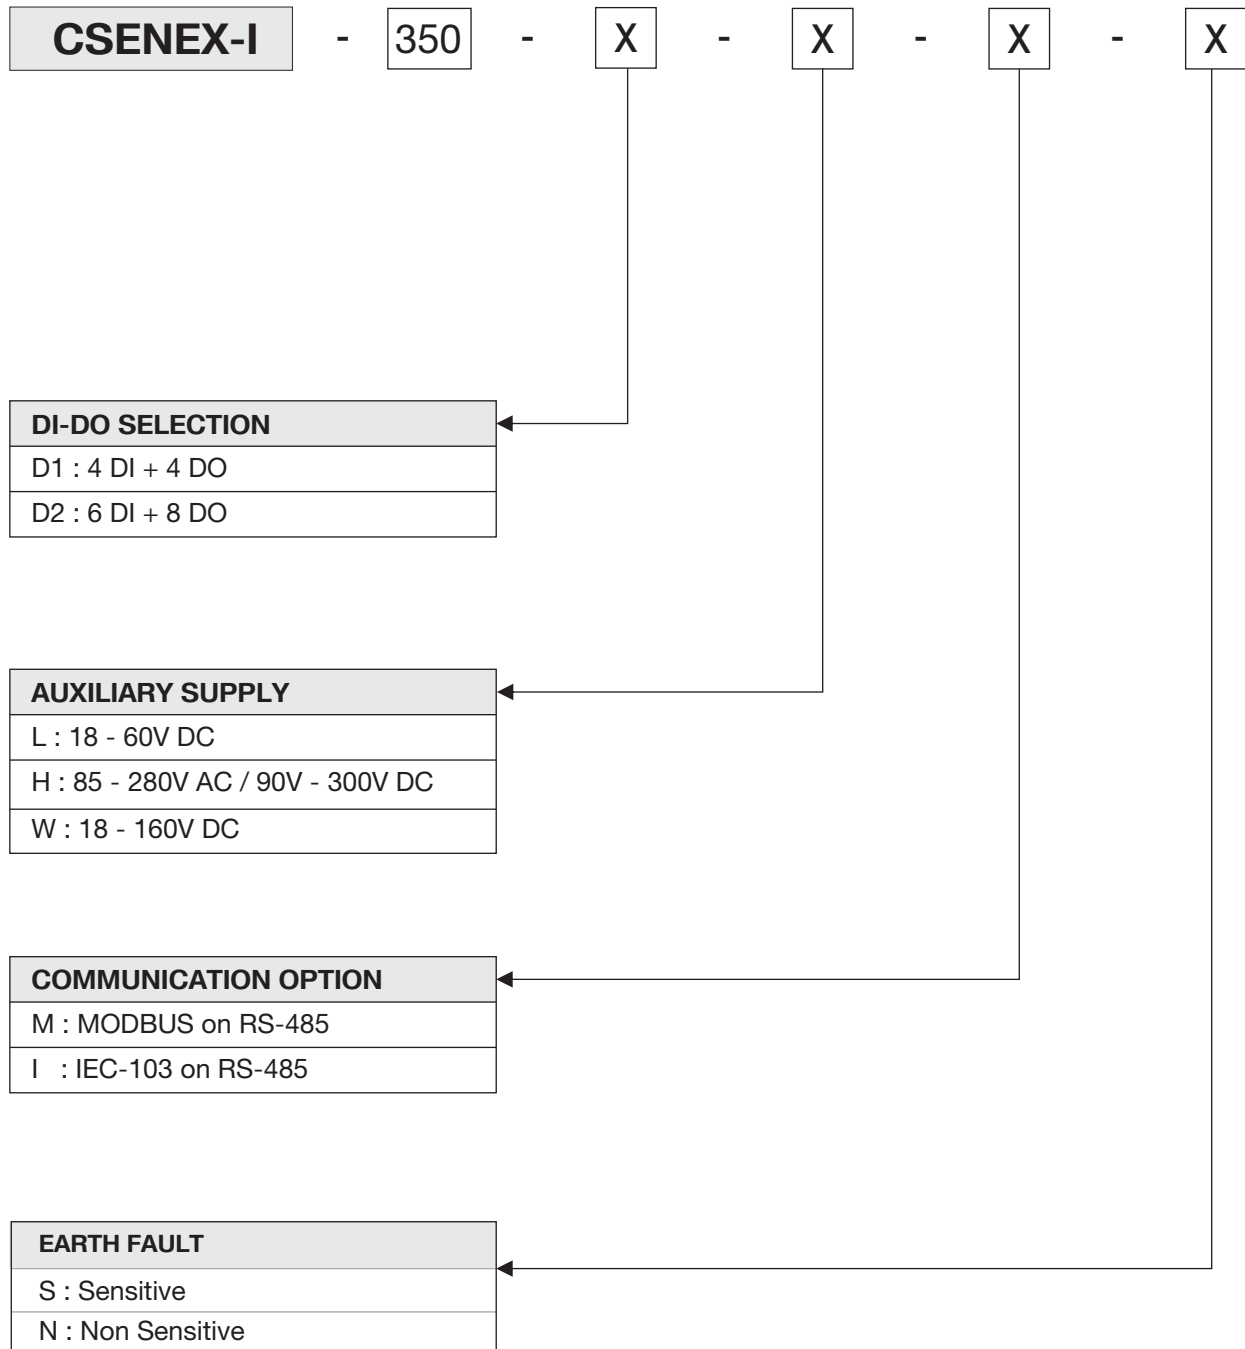 CSENEX-I - 350 - X - X - X - X
DI-DO SELECTION
D1 : 4 DI + 4 DO
D2 : 6 DI + 8 DO
AUXILIARY SUPPLY
L : 18 - 60V DC
H : 85 - 280V AC / 90V - 300V DC
W : 18 - 160V DC
COMMUNICATION OPTION
M : MODBUS on RS-485
I : IEC-103 on RS-485
EARTH FAULT
S : Sensitive
N : Non Sensitive